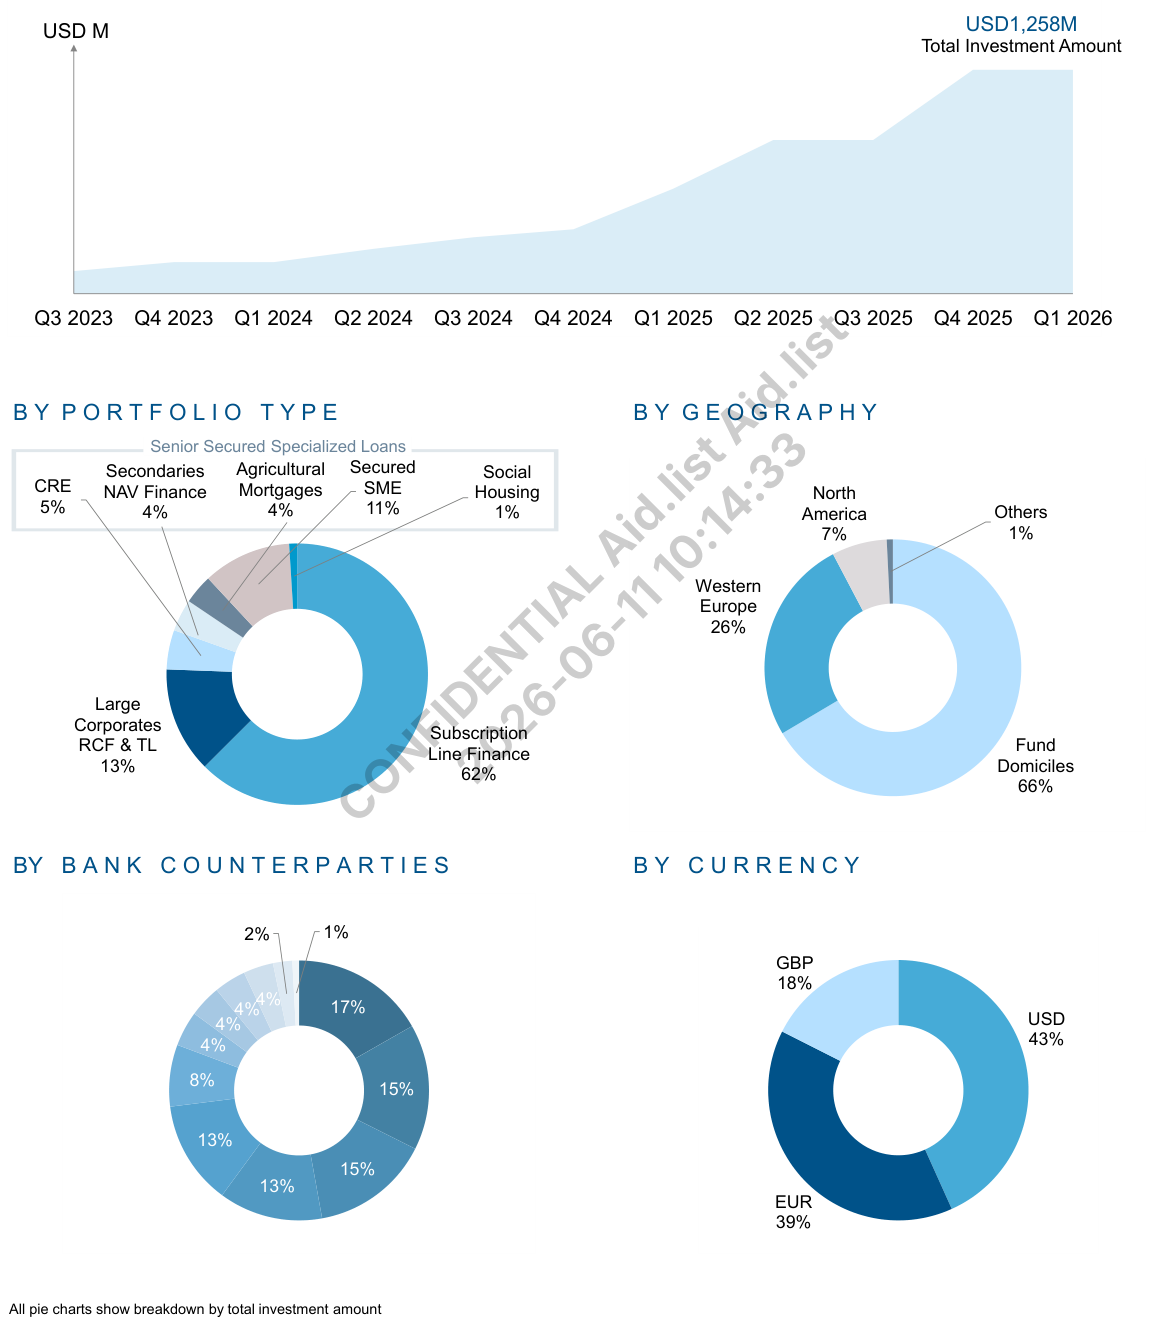 USD M
USD1,258M
Total Investment Amount
Q3 2023
Q4 2023
Q1 2024
Q2 2024
Q3 2024
Q4 2024
Q1 2025
Q2 2025
Q3 2025
Q4 2025
Q1 2026
BY PORTFOLIO TYPE
Senior Secured Specialized Loans
CRE
5%
Secondaries
NAV Finance
4%
Agricultural
Mortgages
4%
Secured
SME
11%
Social
Housing
1%
Large
Corporates
RCF & TL
13%
Subscription
Line Finance
62%
BY GEOGRAPHY
North
America
7%
Others
1%
Western
Europe
26%
Fund
Domiciles
66%
CONFIDENTIAL Aid.list Aid.list
2026-06-11 10:14:33
BY BANK COUNTERPARTIES
2%
1%
17%
15%
15%
13%
13%
8%
4%
4%
4%
4%
BY CURRENCY
GBP
18%
USD
43%
EUR
39%
All pie charts show breakdown by total investment amount